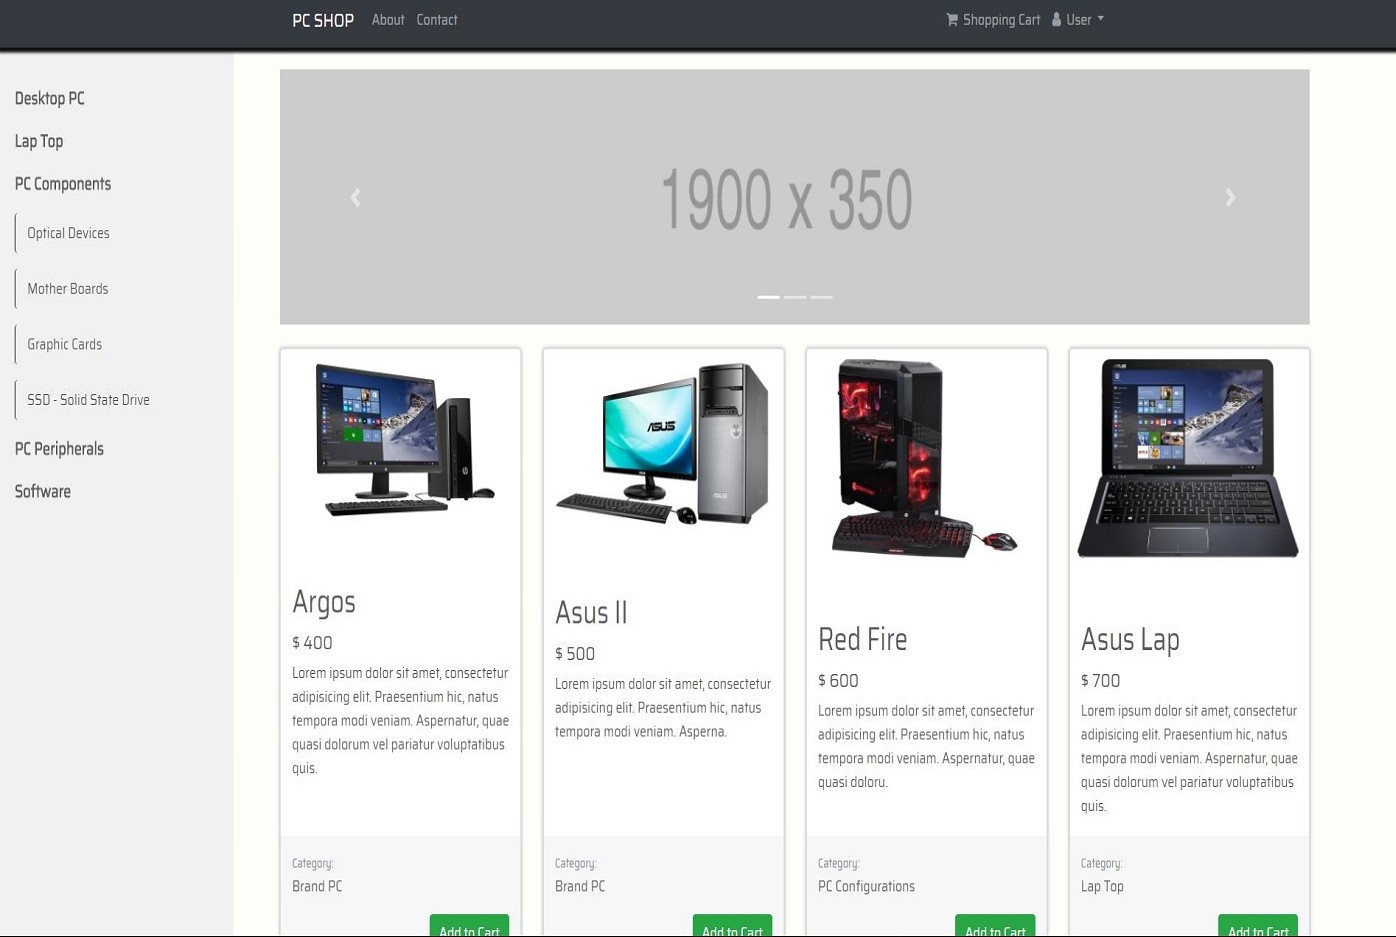 PC SHOP About Contact Shopping Cart User
Desktop PC
Lap Top
PC Components
Optical Devices
Mother Boards
Graphic Cards
SSD - Solid State Drive
PC Peripherals
Software
1900 x 350
ASUS
ASUS
ASUS
Argos
$ 400
Lorem ipsum dolor sit amet, consectetur
adipisicing elit. Praesentium hic, natus
tempora modi veniam. Aspernatur, quae
quasi dolorum vel pariatur voluptatibus
quis.
Category:
Brand PC
Add to Cart
Asus II
$ 500
Lorem ipsum dolor sit amet, consectetur
adipisicing elit. Praesentium hic, natus
tempora modi veniam. Asperna.
Category:
Brand PC
Add to Cart
Red Fire
$ 600
Lorem ipsum dolor sit amet, consectetur
adipisicing elit. Praesentium hic, natus
tempora modi veniam. Aspernatur, quae
quasi doloru.
Category:
PC Configurations
Add to Cart
Asus Lap
$ 700
Lorem ipsum dolor sit amet, consectetur
adipisicing elit. Praesentium hic, natus
tempora modi veniam. Aspernatur, quae
quasi dolorum vel pariatur voluptatibus
quis.
Category:
Lap Top
Add to Cart